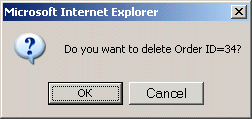 Microsoft Internet Explorer
Do you want to delete Order ID=34?
OK
Cancel